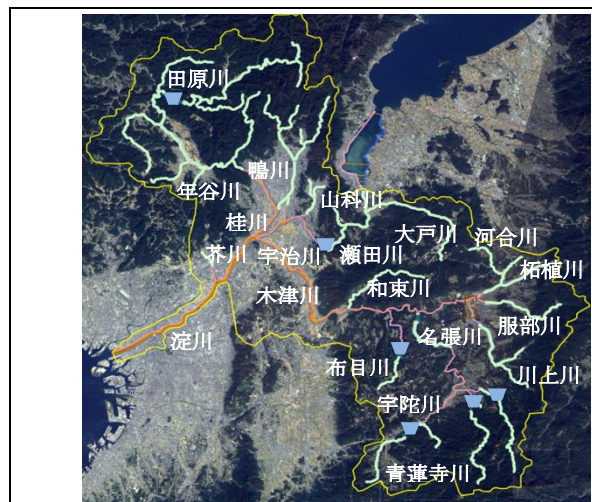 田原川
鴨川
年谷川
山科川
桂川
大戸川
河合川
芥川
宇治川
瀬田川
柘植川
木津川
和束川
服部川
淀川
名張川
布目川
川上川
宇陀川
青蓮寺川